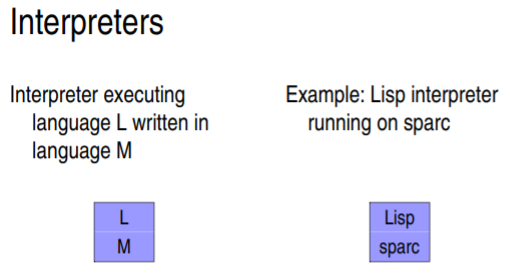 Interpreters
Interpreter executing
language L written in
language M
Example: Lisp interpreter
running on sparc
L
M
Lisp
sparc